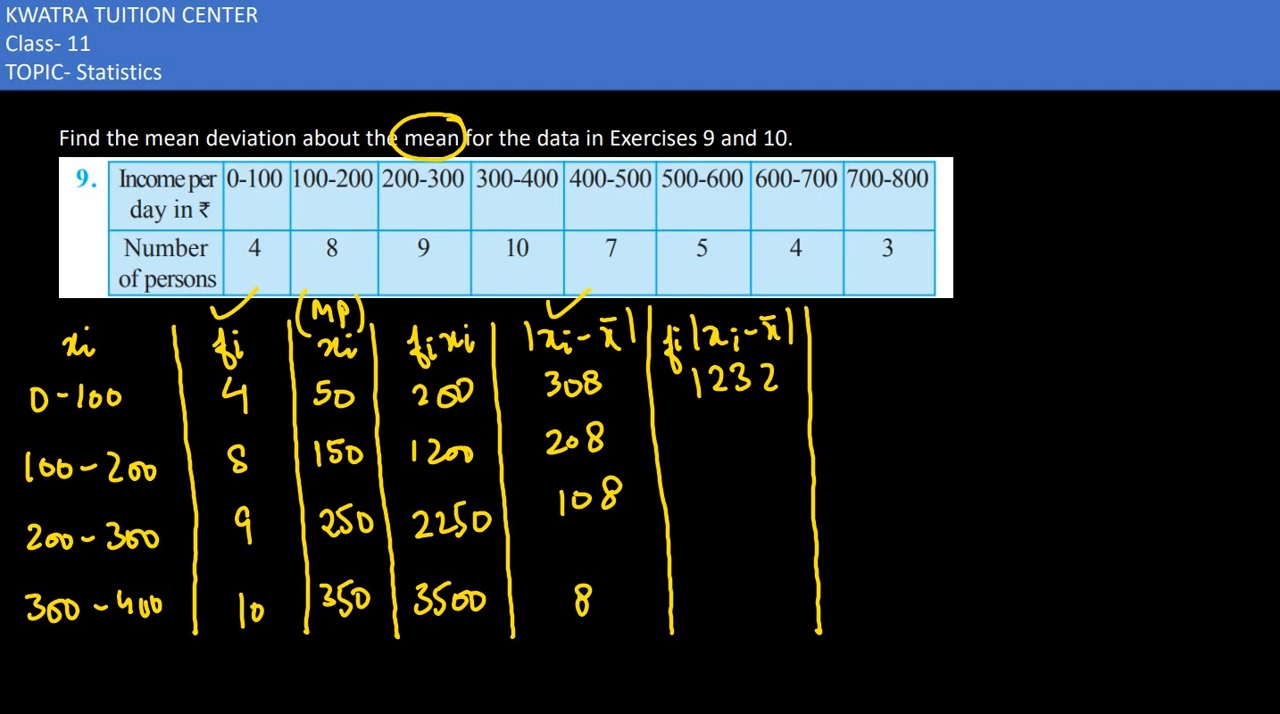 KWATRA TUITION CENTER
Class- 11
TOPIC- Statistics
Find the mean deviation about the mean for the data in Exercises 9 and 10.
9. Income per day in ₹ 0-100 100-200 200-300 300-400 400-500 500-600 600-700 700-800
Number of persons 4 8 9 10 7 5 4 3
(MP)
xi fi xi fixi |xi-x̄| fi|xi-x̄|
0-100 4 50 200 308 1232
100-200 8 150 1200 208
200-300 9 250 2250 108
300-400 10 350 3500 8